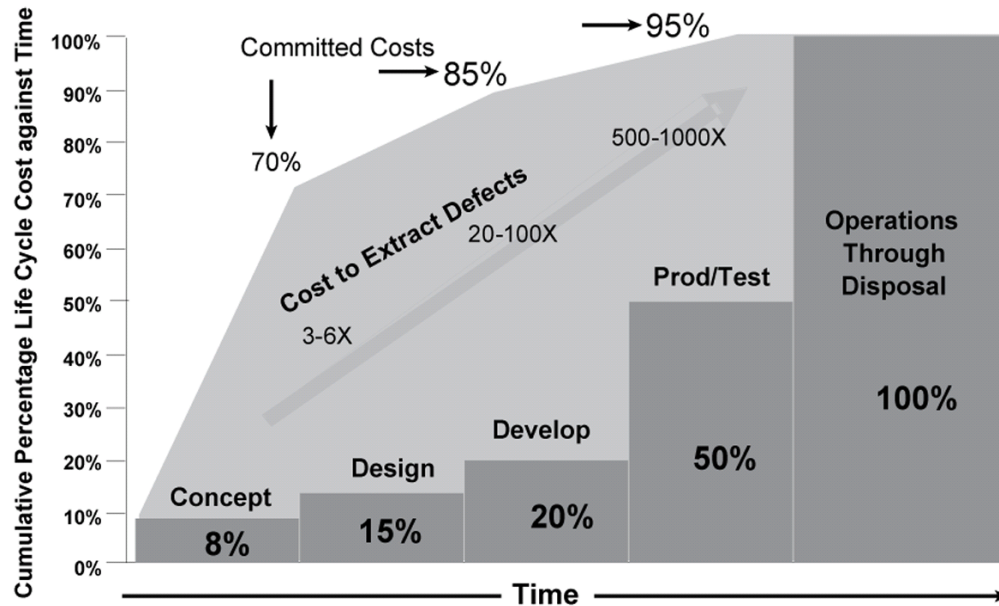 Cumulative Percentage Life Cycle Cost against Time
100%
90%
80%
70%
60%
50%
40%
30%
20%
10%
0%
Committed Costs
70%
85%
95%
Cost to Extract Defects
3-6X
20-100X
500-1000X
Concept
8%
Design
15%
Develop
20%
Prod/Test
50%
Operations
Through
Disposal
100%
Time